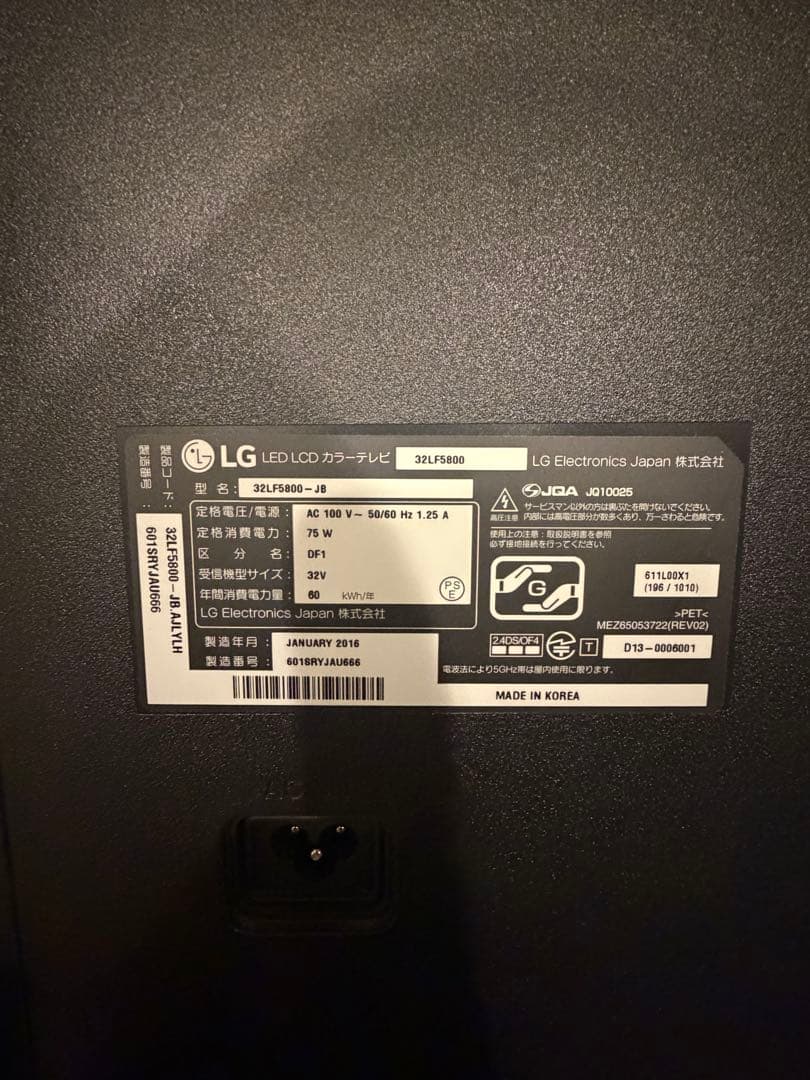 LG LED LCD カラーテレビ 32LF5800 LG Electronics Japan 株式会社
型 名: 32LF5800-JB
定格電圧/電源: AC 100 V~ 50/60 Hz 1.25 A
定格消費電力: 75 W
区 分 名: DF1
受信機型サイズ: 32V
年間消費電力量: 60 kWh/年
PS
E
LG Electronics Japan 株式会社
製造年月: JANUARY 2016
製造番号: 601SRYJAU666
製品コード: 32LF5800-JB.AJLYLH
製造番号: 601SRYJAU666
JQA JQ10025
高圧注意
サービスマン以外の方は裏ぶたを開けないでください。
内部には高電圧部分が数多くあり、万一さわると危険です。
使用上の注意: 取扱説明書を参照
必ず接地接続を行ってください。
G
611L00X1
(196 / 1010)
>PET<
MEZ65053722(REV02)
2.4DS/OF4
T D13-0006001
電波法により5GHz帯は屋内使用に限ります。
MADE IN KOREA